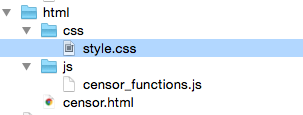 html
css
style.css
js
censor_functions.js
censor.html